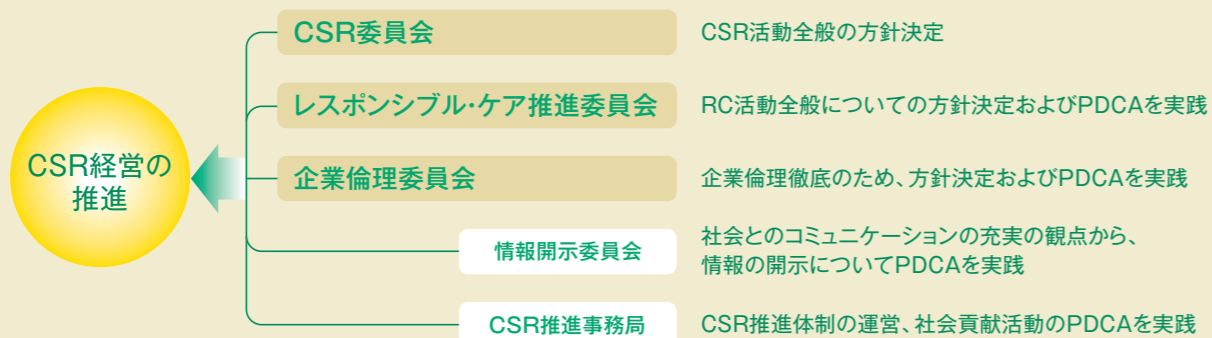 CSR経営の
推進
CSR委員会
CSR活動全般の方針決定
レスポンシブル・ケア推進委員会
RC活動全般についての方針決定およびPDCAを実践
企業倫理委員会
企業倫理徹底のため、方針決定およびPDCAを実践
情報開示委員会
社会とのコミュニケーションの充実の観点から、
情報の開示についてPDCAを実践
CSR推進事務局
CSR推進体制の運営、社会貢献活動のPDCAを実践